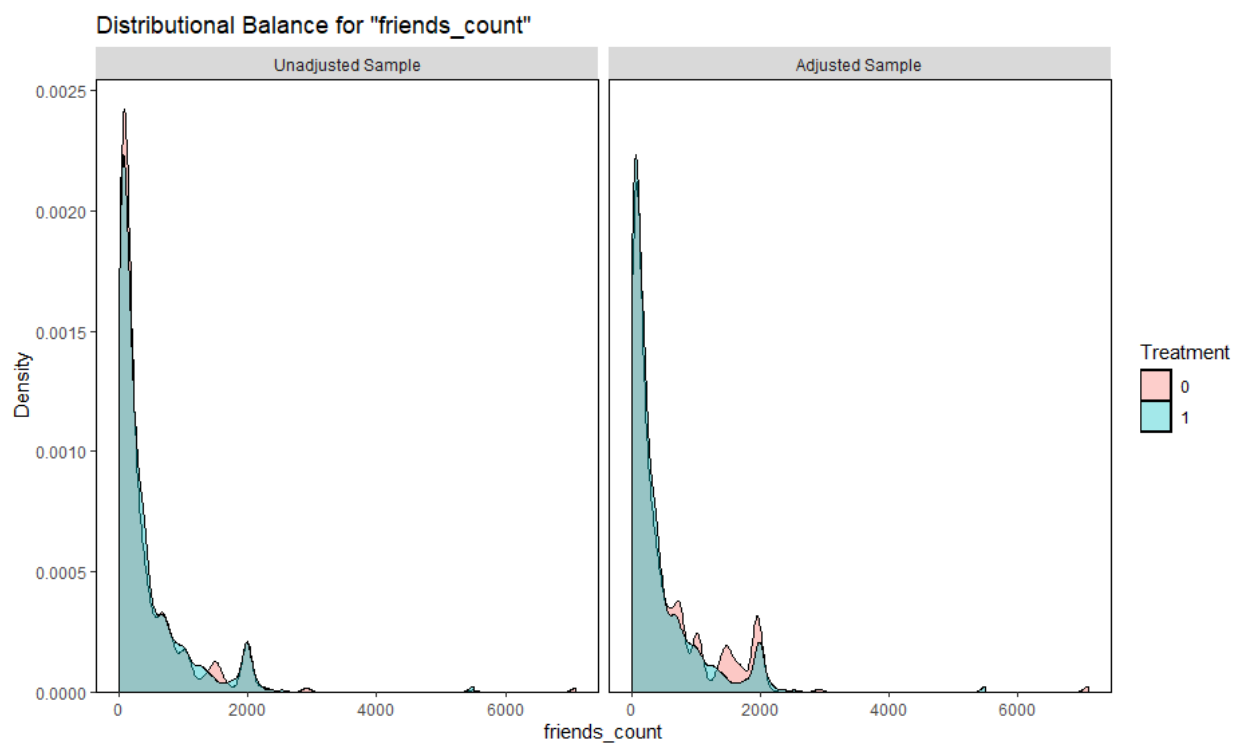 Distributional Balance for "friends_count"
Unadjusted Sample
Adjusted Sample
0.0025
0.0020
0.0015
0.0010
0.0005
0.0000
Density
0
2000
4000
6000
0
2000
4000
6000
friends_count
Treatment
0
1